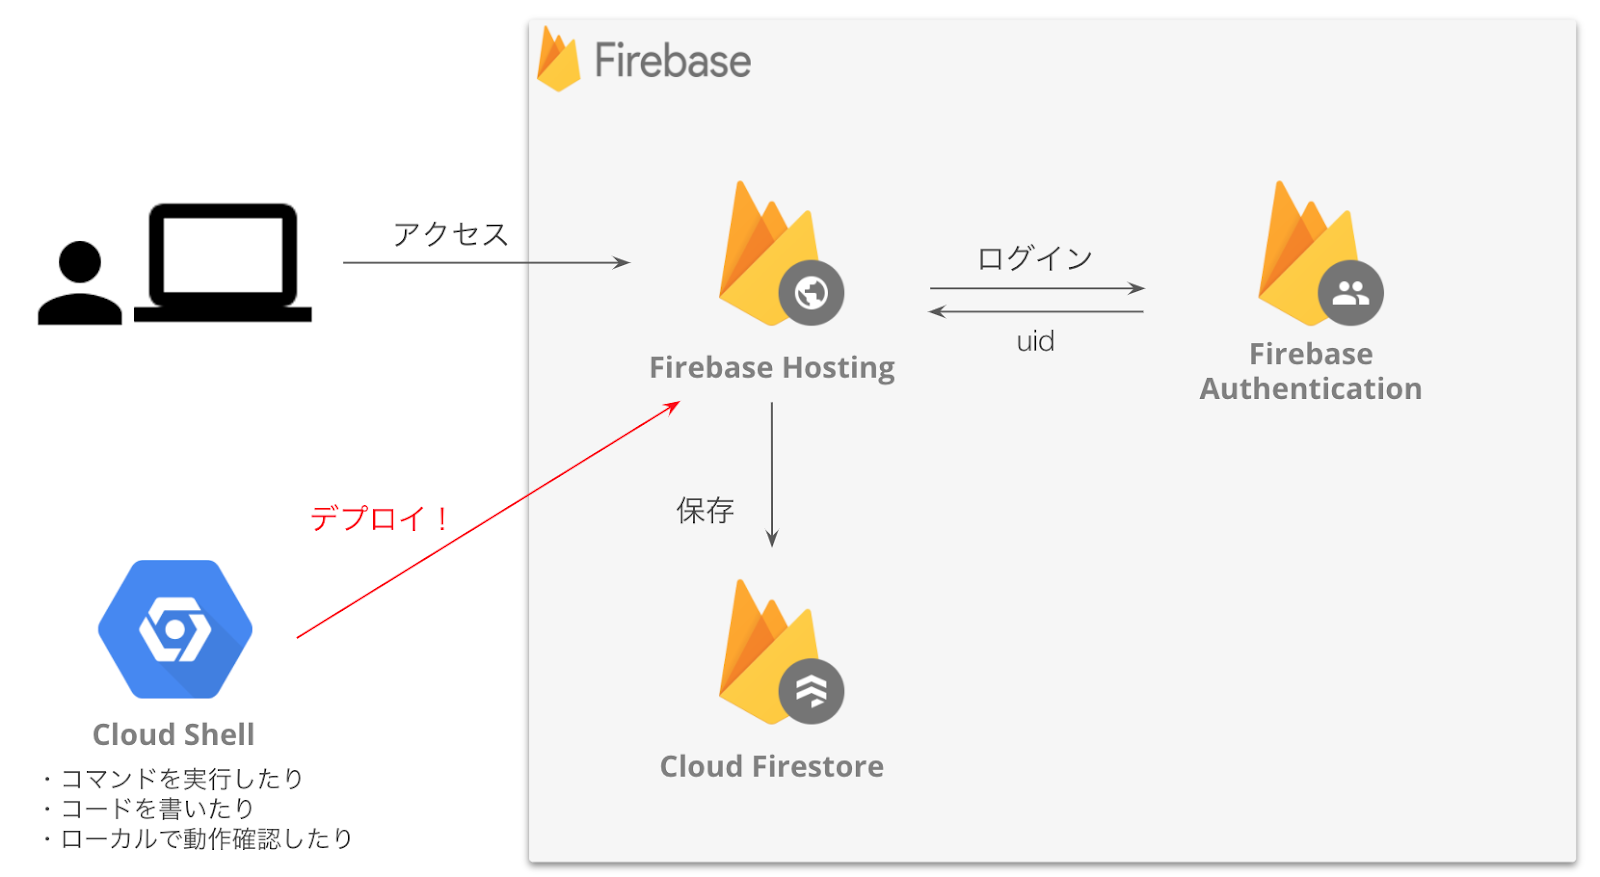 Firebase
アクセス
ログイン
uid
Firebase Hosting
Firebase
Authentication
デプロイ！
保存
Cloud Shell
・コマンドを実行したり
・コードを書いたり
・ローカルで動作確認したり
Cloud Firestore